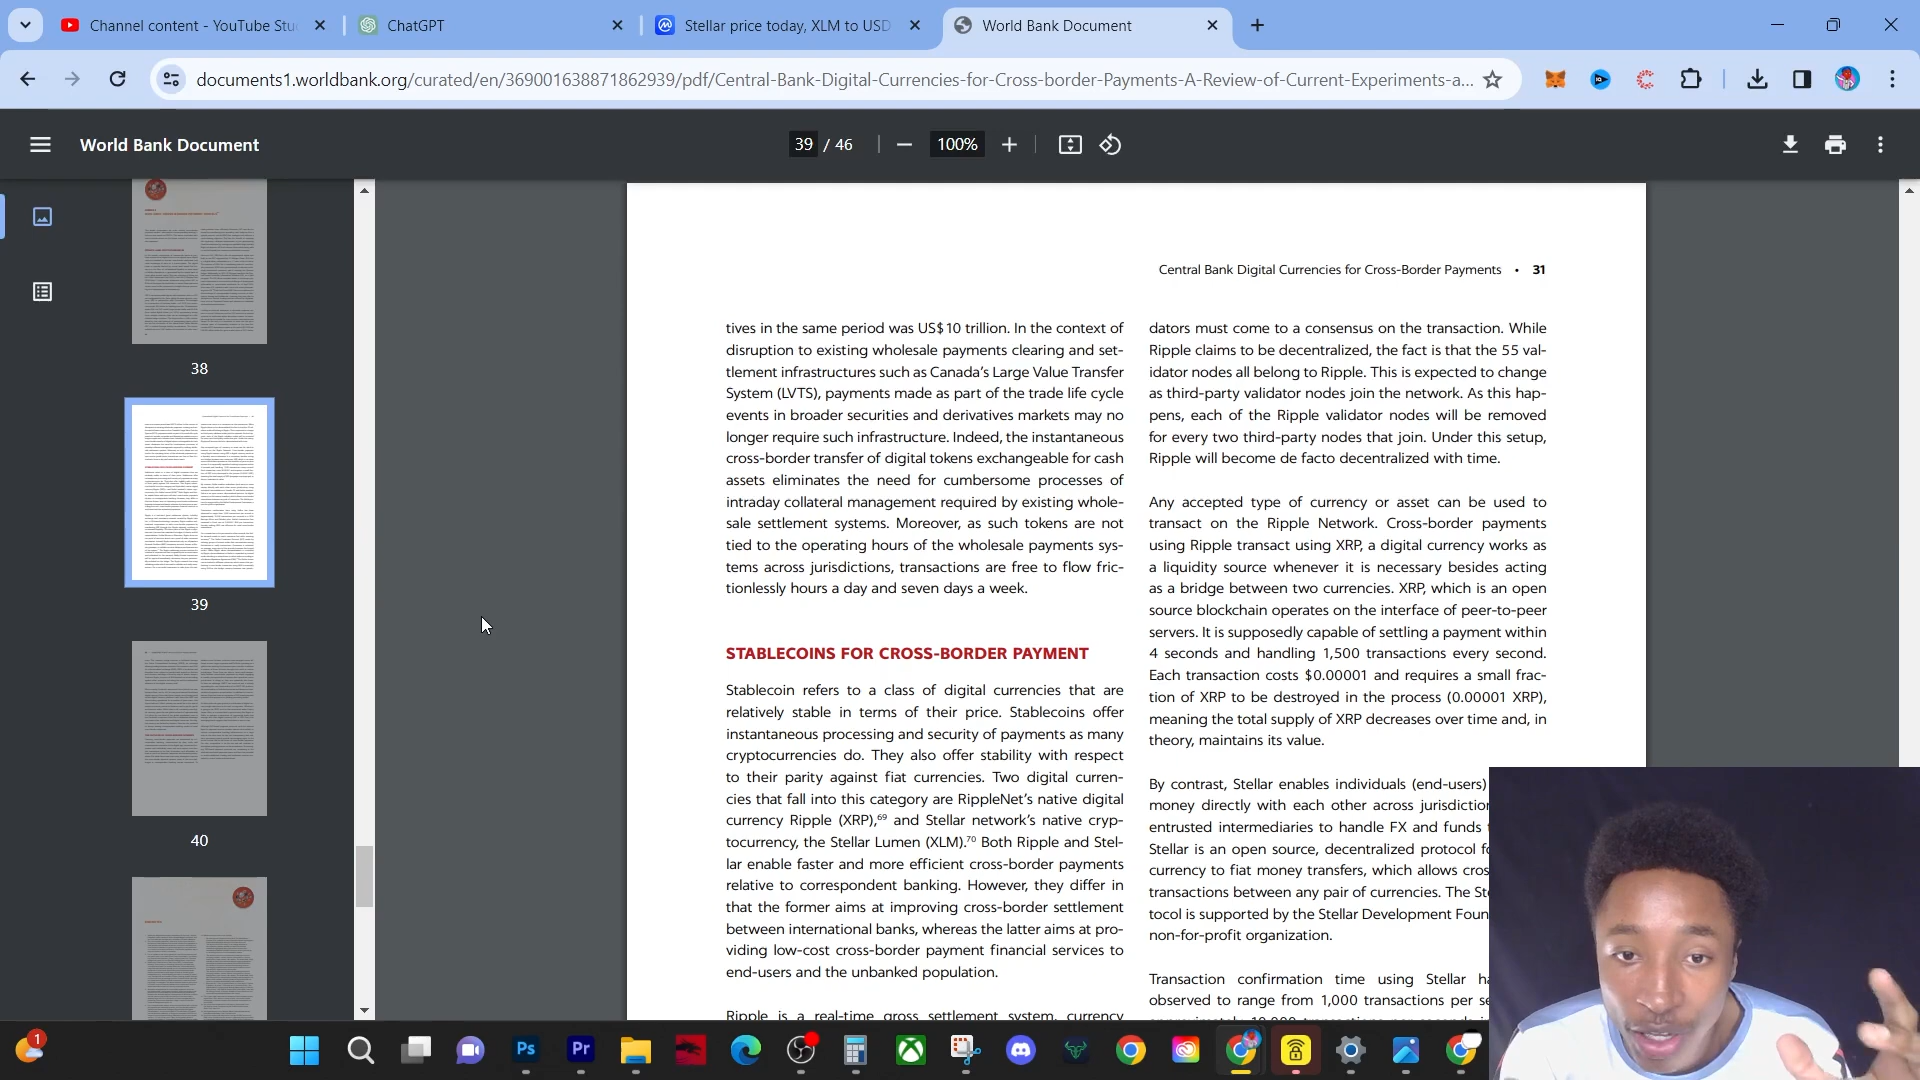 Channel content - YouTube Stu
ChatGPT
Stellar price today, XLM to USD
World Bank Document
documents1.worldbank.org/curated/en/369001638871862939/pdf/Central-Bank-Digital-Currencies-for-Cross-border-Payments-A-Review-of-Current-Experiments-a...
World Bank Document
39 / 46
100%
38
39
40
Central Bank Digital Currencies for Cross-Border Payments • 31
tives in the same period was US$10 trillion. In the context of
disruption to existing wholesale payments clearing and set-
tlement infrastructures such as Canada's Large Value Transfer
System (LVTS), payments made as part of the trade life cycle
events in broader securities and derivatives markets may no
longer require such infrastructure. Indeed, the instantaneous
cross-border transfer of digital tokens exchangeable for cash
assets eliminates the need for cumbersome processes of
intraday collateral management required by existing whole-
sale settlement systems. Moreover, as such tokens are not
tied to the operating hours of the wholesale payments sys-
tems across jurisdictions, transactions are free to flow fric-
tionlessly hours a day and seven days a week.
STABLECOINS FOR CROSS-BORDER PAYMENT
Stablecoin refers to a class of digital currencies that are
relatively stable in terms of their price. Stablecoins offer
instantaneous processing and security of payments as many
cryptocurrencies do. They also offer stability with respect
to their parity against fiat currencies. Two digital curren-
cies that fall into this category are RippleNet's native digital
currency Ripple (XRP),69 and Stellar network's native cryp-
tocurrency, the Stellar Lumen (XLM).70 Both Ripple and Stel-
lar enable faster and more efficient cross-border payments
relative to correspondent banking. However, they differ in
that the former aims at improving cross-border settlement
between international banks, whereas the latter aims at pro-
viding low-cost cross-border payment financial services to
end-users and the unbanked population.
Ripple is a real-time gross settlement system, currency
dators must come to a consensus on the transaction. While
Ripple claims to be decentralized, the fact is that the 55 val-
idator nodes all belong to Ripple. This is expected to change
as third-party validator nodes join the network. As this hap-
pens, each of the Ripple validator nodes will be removed
for every two third-party nodes that join. Under this setup,
Ripple will become de facto decentralized with time.
Any accepted type of currency or asset can be used to
transact on the Ripple Network. Cross-border payments
using Ripple transact using XRP, a digital currency works as
a liquidity source whenever it is necessary besides acting
as a bridge between two currencies. XRP, which is an open
source blockchain operates on the interface of peer-to-peer
servers. It is supposedly capable of settling a payment within
4 seconds and handling 1,500 transactions every second.
Each transaction costs $0.00001 and requires a small frac-
tion of XRP to be destroyed in the process (0.00001 XRP),
meaning the total supply of XRP decreases over time and, in
theory, maintains its value.
By contrast, Stellar enables individuals (end-users)
money directly with each other across jurisdiction
entrusted intermediaries to handle FX and funds
Stellar is an open source, decentralized protocol fo
currency to fiat money transfers, which allows cros
transactions between any pair of currencies. The Ste
tocol is supported by the Stellar Development Foun
non-for-profit organization.
Transaction confirmation time using Stellar ha
observed to range from 1,000 transactions per se
1
Ps
Pr